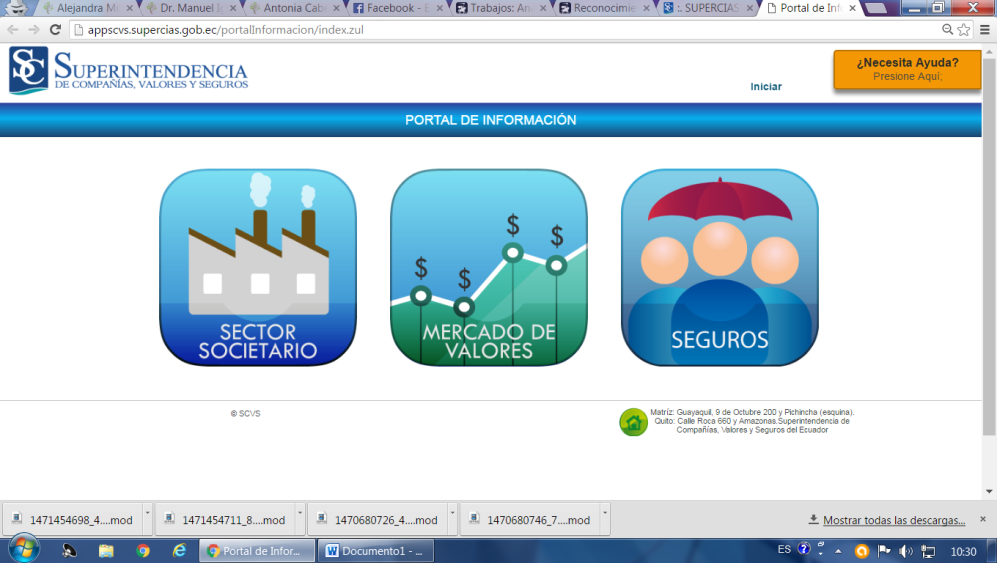 Alejandra Mi
Dr. Manuel I
Antonia Cab
Facebook - E
Trabajos: An
Reconocimie
:. SUPERCIAS
Portal de Inf
appscvs.supercias.gob.ec/portalInformacion/index.zul
SUPERINTENDENCIA
DE COMPAÑÍAS, VALORES Y SEGUROS
Iniciar
¿Necesita Ayuda?
Presione Aquí;
PORTAL DE INFORMACIÓN
$ $ $ $
SECTOR
SOCIETARIO
MERCADO DE
VALORES
SEGUROS
© SCVS
Matríz: Guayaquil, 9 de Octubre 200 y Pichincha (esquina).
Quito: Calle Roca 660 y Amazonas.Superintendencia de
Compañías, Valores y Seguros del Ecuador
1471454698_4....mod
1471454711_8....mod
1470680726_4....mod
1470680746_7....mod
Mostrar todas las descargas...
Portal de Infor...
Documento1 - ...
ES
10:30